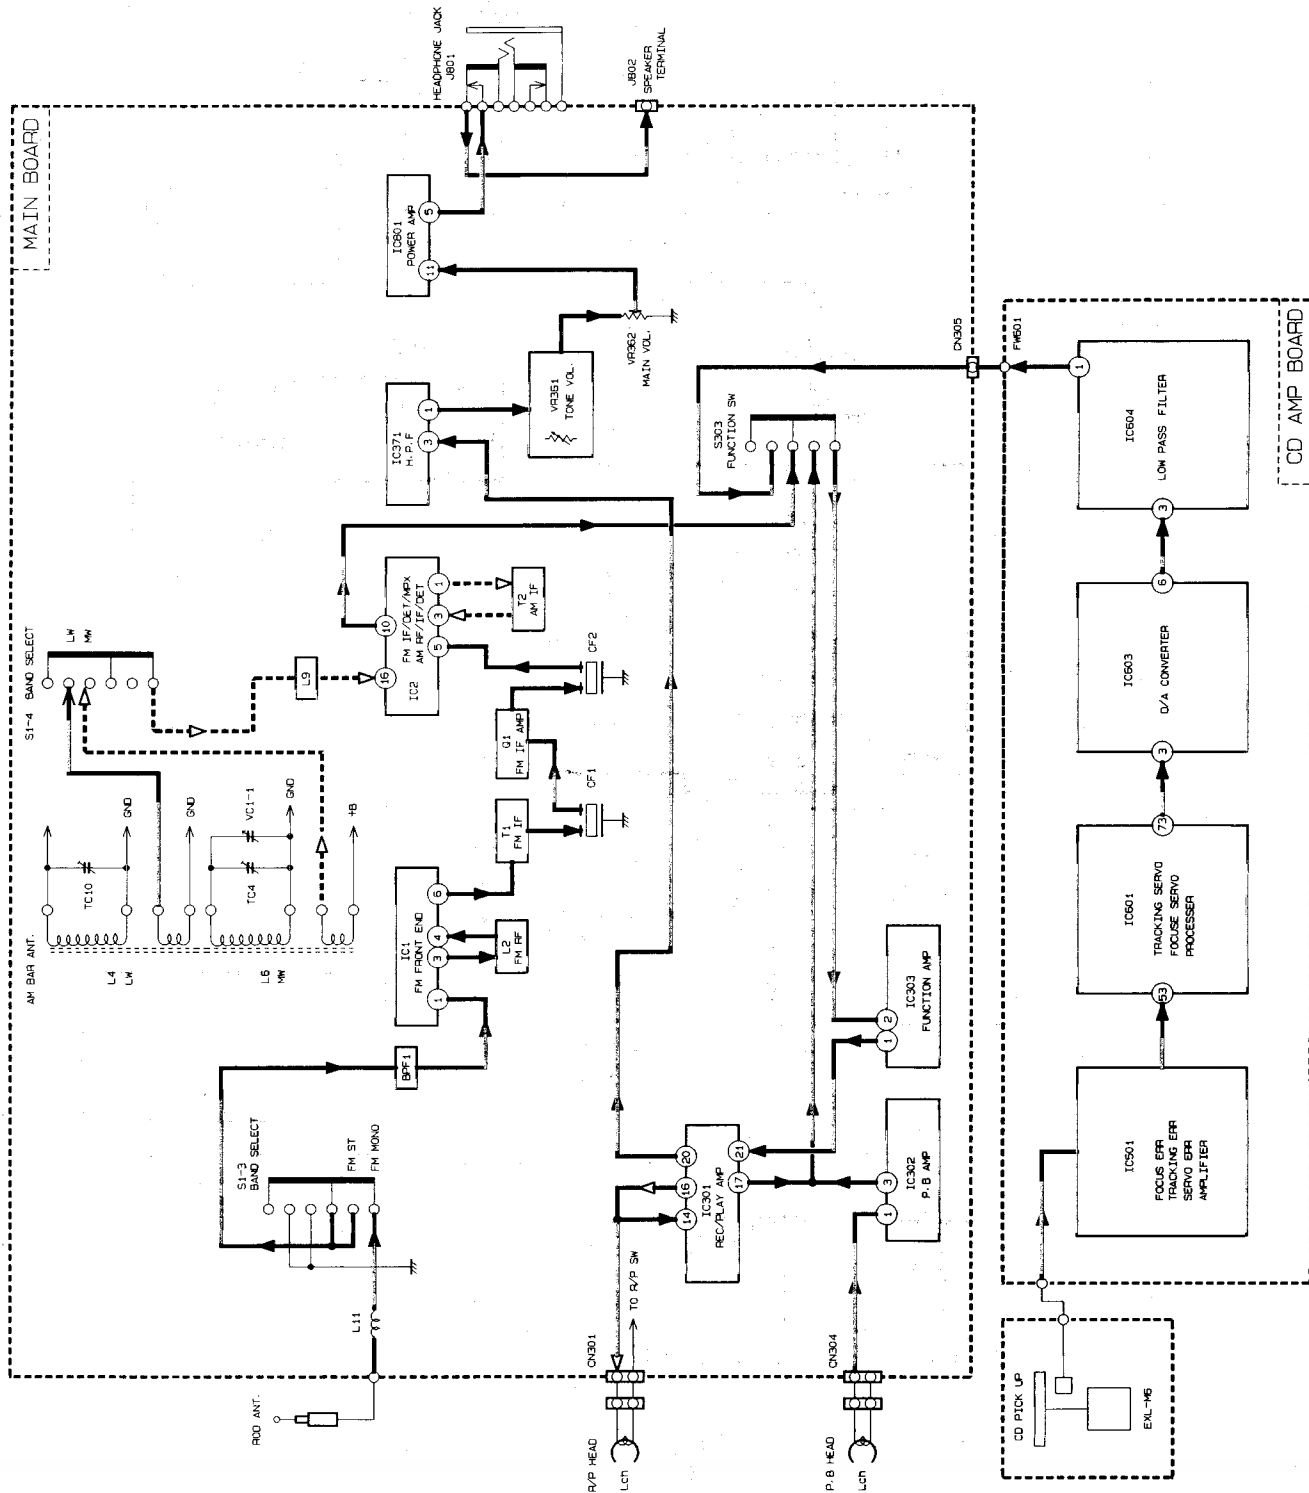 MAIN BOARD
HEADPHONE JACK
J801
J802
SPEAKER
TERMINAL
IC801
POWER AMP
5
11
VR362
MAIN VOL.
IC371
H.P.F
1
3
VR361
TONE VOL.
S303
FUNCTION SW
CN305
S1-4 BAND SELECT
LW
MW
L9
16
10
IC2
FM IF/DET/MPX
AM RF/IF/DET
1
3
5
T2
AM IF
CF2
Q1
FM IF AMP
CF1
T1
FM IF
IC1
FM FRONT END
6
4
3
1
L2
FM RF
AM BAR ANT.
L4
LW
L6
MW
TC10
GND
GND
TC4
VC1-1
GND
+B
BPF1
S1-3
BAND SELECT
FM ST
FM MONO
L11
ROD ANT.
IC301
REC/PLAY AMP
20
16
14
21
17
IC303
FUNCTION AMP
2
1
IC302
P.B AMP
3
1
TO R/P SW
CN301
R/P HEAD
Lch
CN304
P.B HEAD
Lch
CD AMP BOARD
FW601
1
IC604
LOW PASS FILTER
3
6
IC603
D/A CONVERTER
3
73
IC601
TRACKING SERVO
FOCUSE SERVO
PROCESSER
53
IC501
FOCUS ERR
TRACKING ERR
SERVO ERR
AMPLIFIER
CD PICK UP